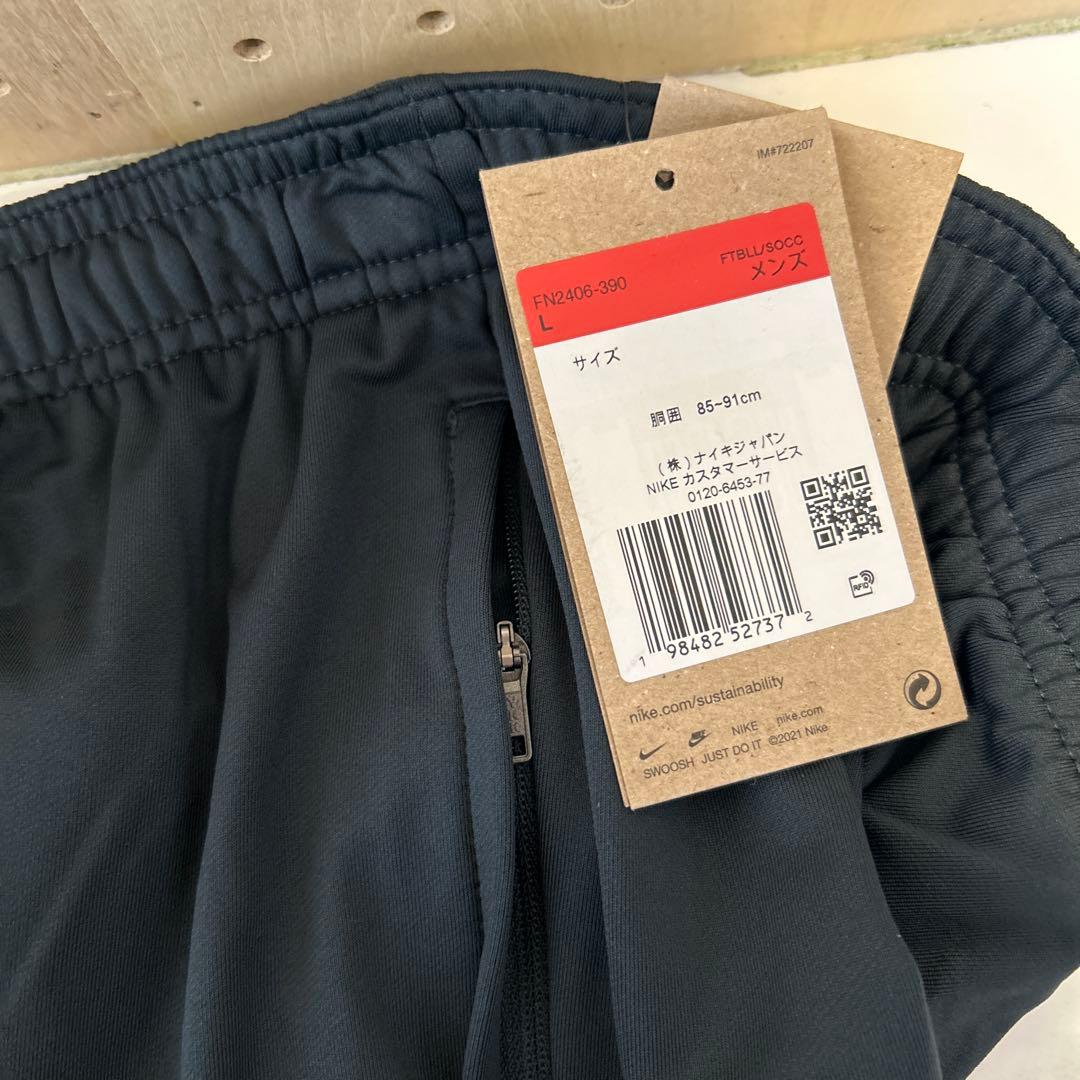 IM#722207
FTBLL/SOCC
FN2406-390
メンズ
L
サイズ
胴囲 85~91cm
(株)ナイキジャパン
NIKE カスタマーサービス
0120-6453-77
RFID
1 98482 52737 2
nike.com/sustainability
NIKE nike.com
SWOOSH JUST DO IT ©2021 Nike